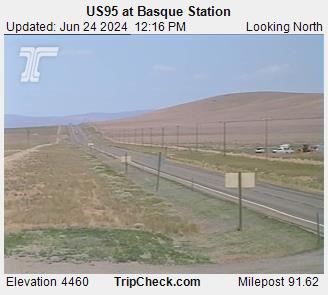 US95 at Basque Station
Updated: Jun 24 2024 12:16 PM Looking North
Elevation 4460 TripCheck.com Milepost 91.62